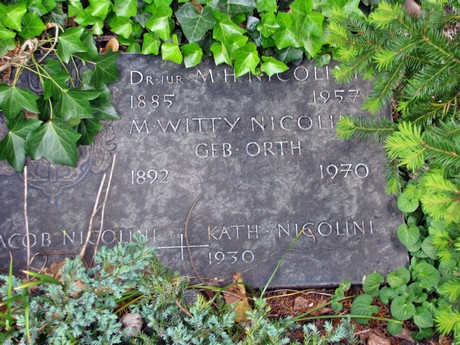 Dr·jur M·H· NICOLINI
1885 1957
M·WITTY NICOLINI
GEB·ORTH
1892 1970
JACOB NICOLINI KATH· NICOLINI
1930